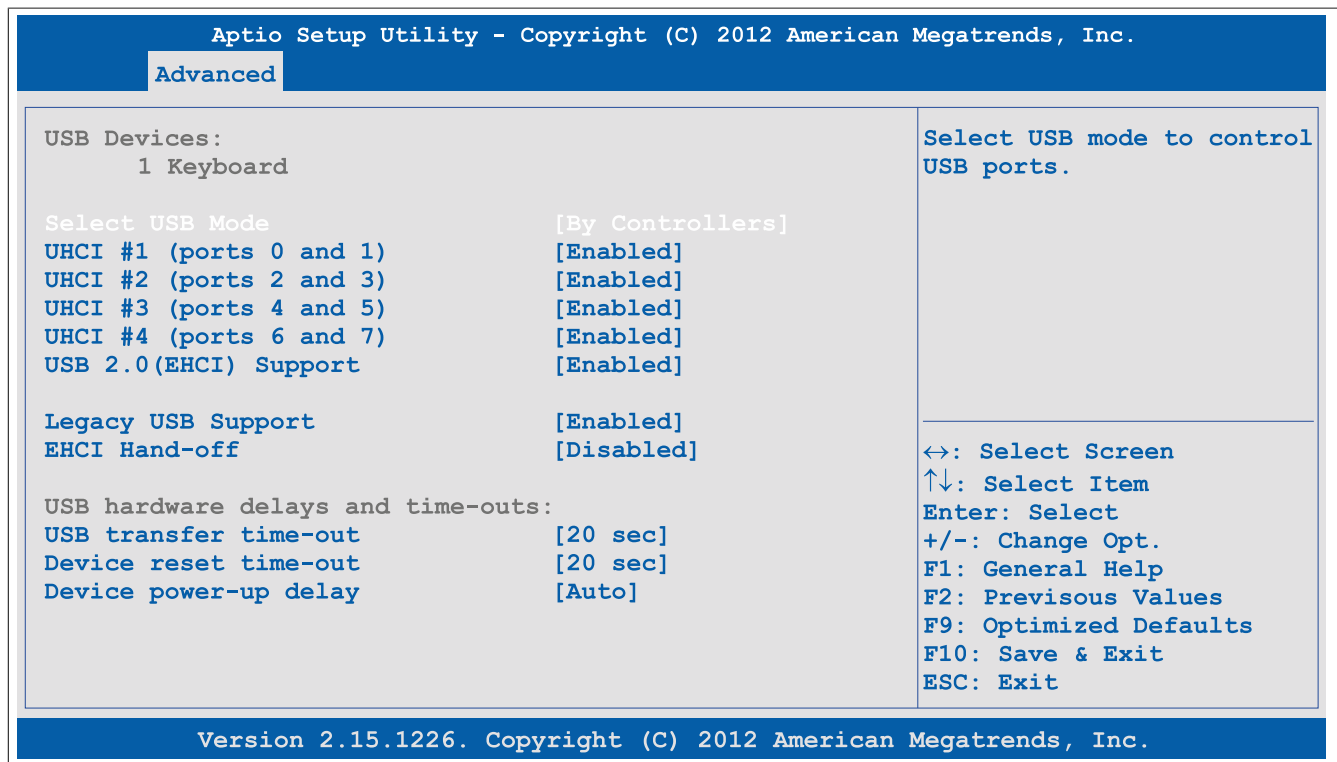 Aptio Setup Utility - Copyright (C) 2012 American Megatrends, Inc.
Advanced
USB Devices:
1 Keyboard
Select USB Mode [By Controllers]
UHCI #1 (ports 0 and 1) [Enabled]
UHCI #2 (ports 2 and 3) [Enabled]
UHCI #3 (ports 4 and 5) [Enabled]
UHCI #4 (ports 6 and 7) [Enabled]
USB 2.0(EHCI) Support [Enabled]
Legacy USB Support [Enabled]
EHCI Hand-off [Disabled]
USB hardware delays and time-outs:
USB transfer time-out [20 sec]
Device reset time-out [20 sec]
Device power-up delay [Auto]
Select USB mode to control
USB ports.
↔: Select Screen
↑↓: Select Item
Enter: Select
+/-: Change Opt.
F1: General Help
F2: Previsous Values
F9: Optimized Defaults
F10: Save & Exit
ESC: Exit
Version 2.15.1226. Copyright (C) 2012 American Megatrends, Inc.